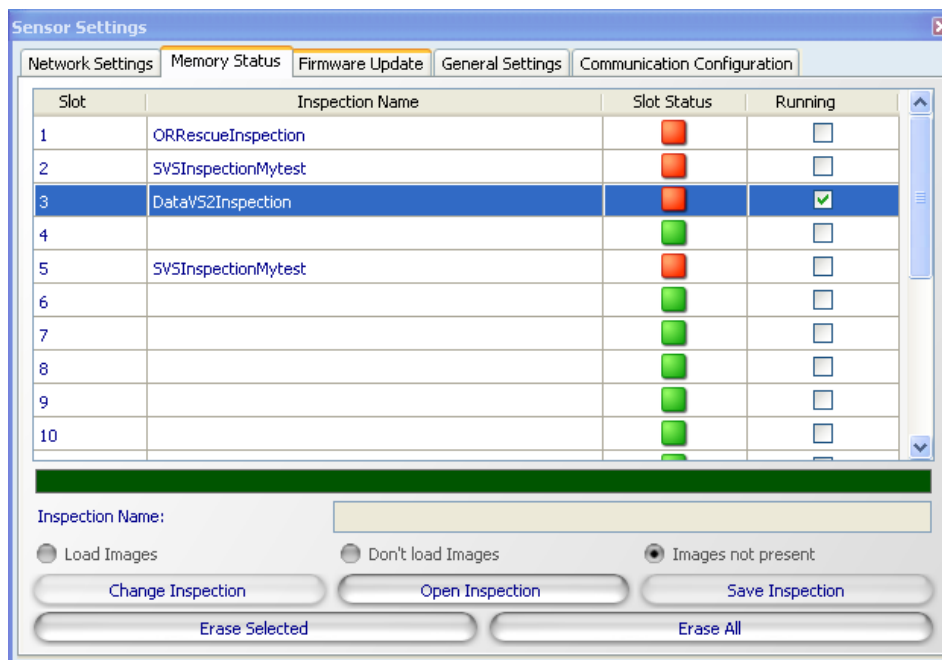 Sensor Settings
Network Settings Memory Status Firmware Update General Settings Communication Configuration
Slot Inspection Name Slot Status Running
1 ORRescueInspection
2 SVSInspectionMytest
3 DataVS2Inspection
4
5 SVSInspectionMytest
6
7
8
9
10
Inspection Name:
Load Images Don't load Images Images not present
Change Inspection Open Inspection Save Inspection
Erase Selected Erase All